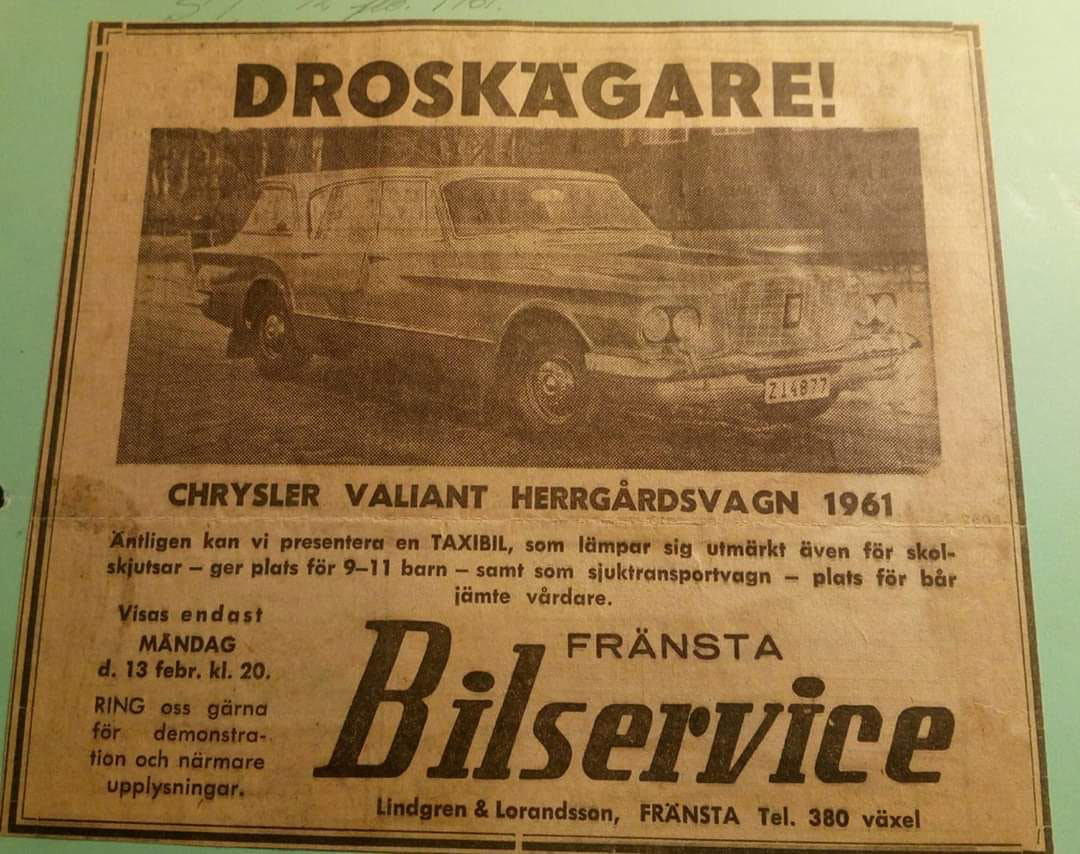 DROSKÄGARE!
Z14877
CHRYSLER VALIANT HERRGÅRDSVAGN 1961
Äntligen kan vi presentera en TAXIBIL, som lämpar sig utmärkt även för skol-
skjutsar – ger plats för 9–11 barn – samt som sjuktransportvagn – plats för bår
jämte vårdare.
Visas endast
MÅNDAG
d. 13 febr. kl. 20.
RING oss gärna
för demonstra-
tion och närmare
upplysningar.
FRÄNSTA
Bilservice
Lindgren & Lorandsson, FRÄNSTA Tel. 380 växel